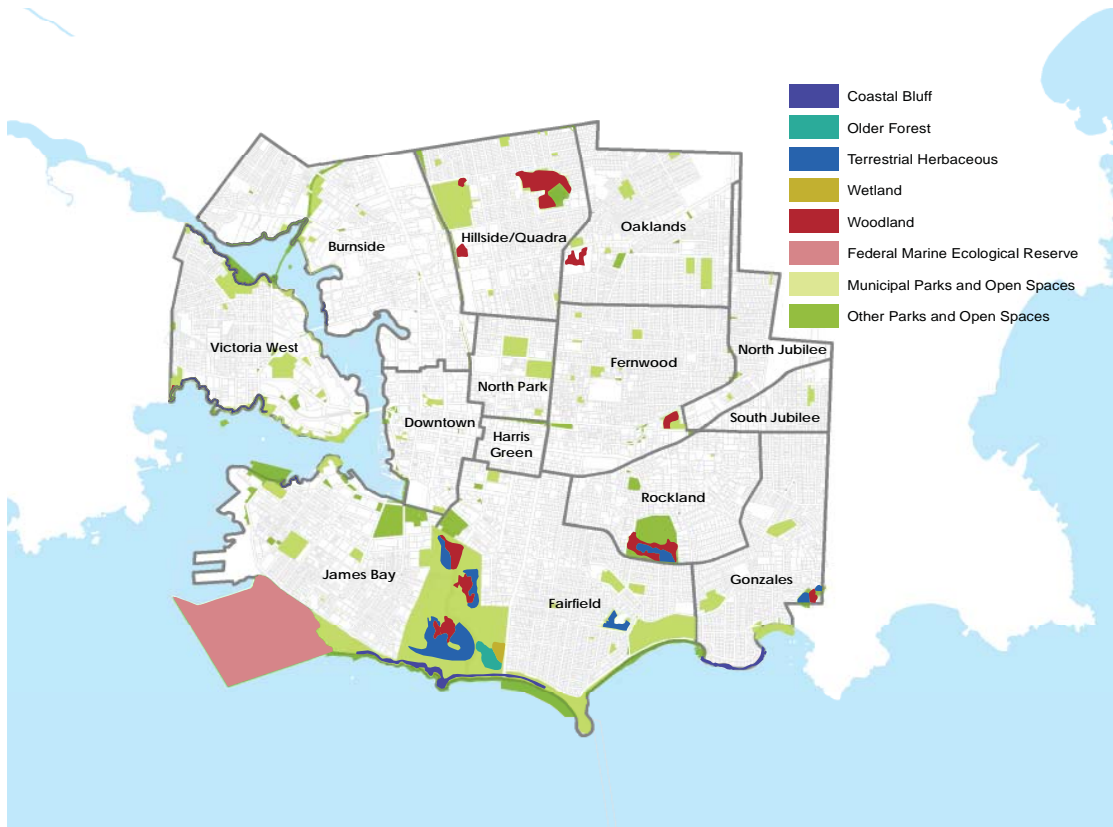 Coastal Bluff
Older Forest
Terrestrial Herbaceous
Wetland
Woodland
Federal Marine Ecological Reserve
Municipal Parks and Open Spaces
Other Parks and Open Spaces
Burnside
Hillside/Quadra
Oaklands
Victoria West
North Park
Fernwood
North Jubilee
South Jubilee
Downtown
Harris
Green
Rockland
James Bay
Fairfield
Gonzales